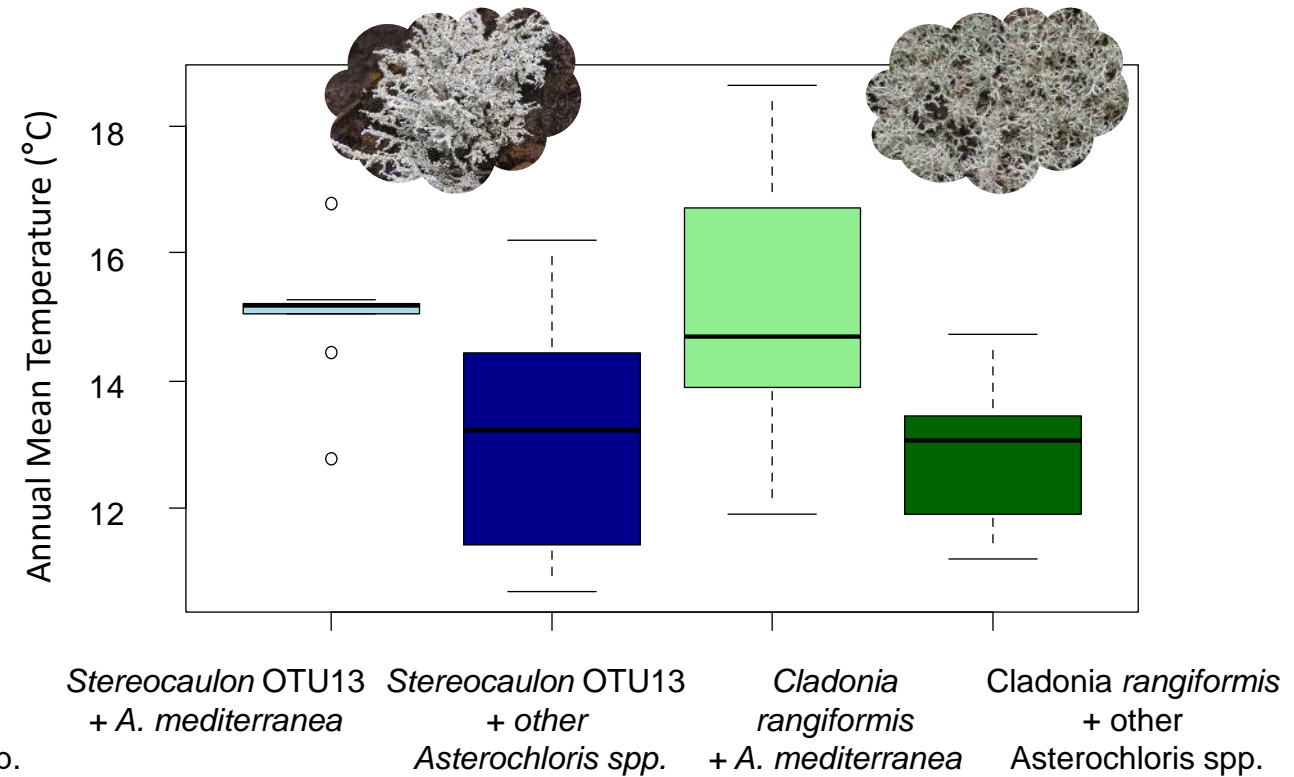 Annual Mean Temperature (°C)
18
16
14
12
Stereocaulon OTU13
+ A. mediterranea
Stereocaulon OTU13
+ other
Asterochloris spp.
Cladonia
rangiformis
+ A. mediterranea
Cladonia rangiformis
+ other
Asterochloris spp.